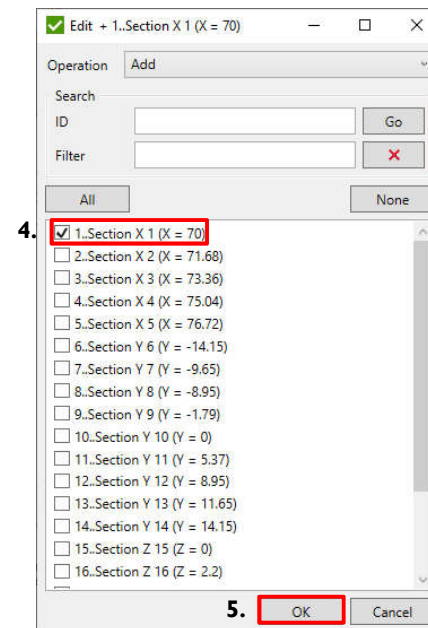 Edit + 1..Section X 1 (X = 70)
Operation Add
Search
ID Go
Filter
All None
4. 1..Section X 1 (X = 70)
2..Section X 2 (X = 71.68)
3..Section X 3 (X = 73.36)
4..Section X 4 (X = 75.04)
5..Section X 5 (X = 76.72)
6..Section Y 6 (Y = -14.15)
7..Section Y 7 (Y = -9.65)
8..Section Y 8 (Y = -8.95)
9..Section Y 9 (Y = -1.79)
10..Section Y 10 (Y = 0)
11..Section Y 11 (Y = 5.37)
12..Section Y 12 (Y = 8.95)
13..Section Y 13 (Y = 11.65)
14..Section Y 14 (Y = 14.15)
15..Section Z 15 (Z = 0)
16..Section Z 16 (Z = 2.2)
5. OK Cancel